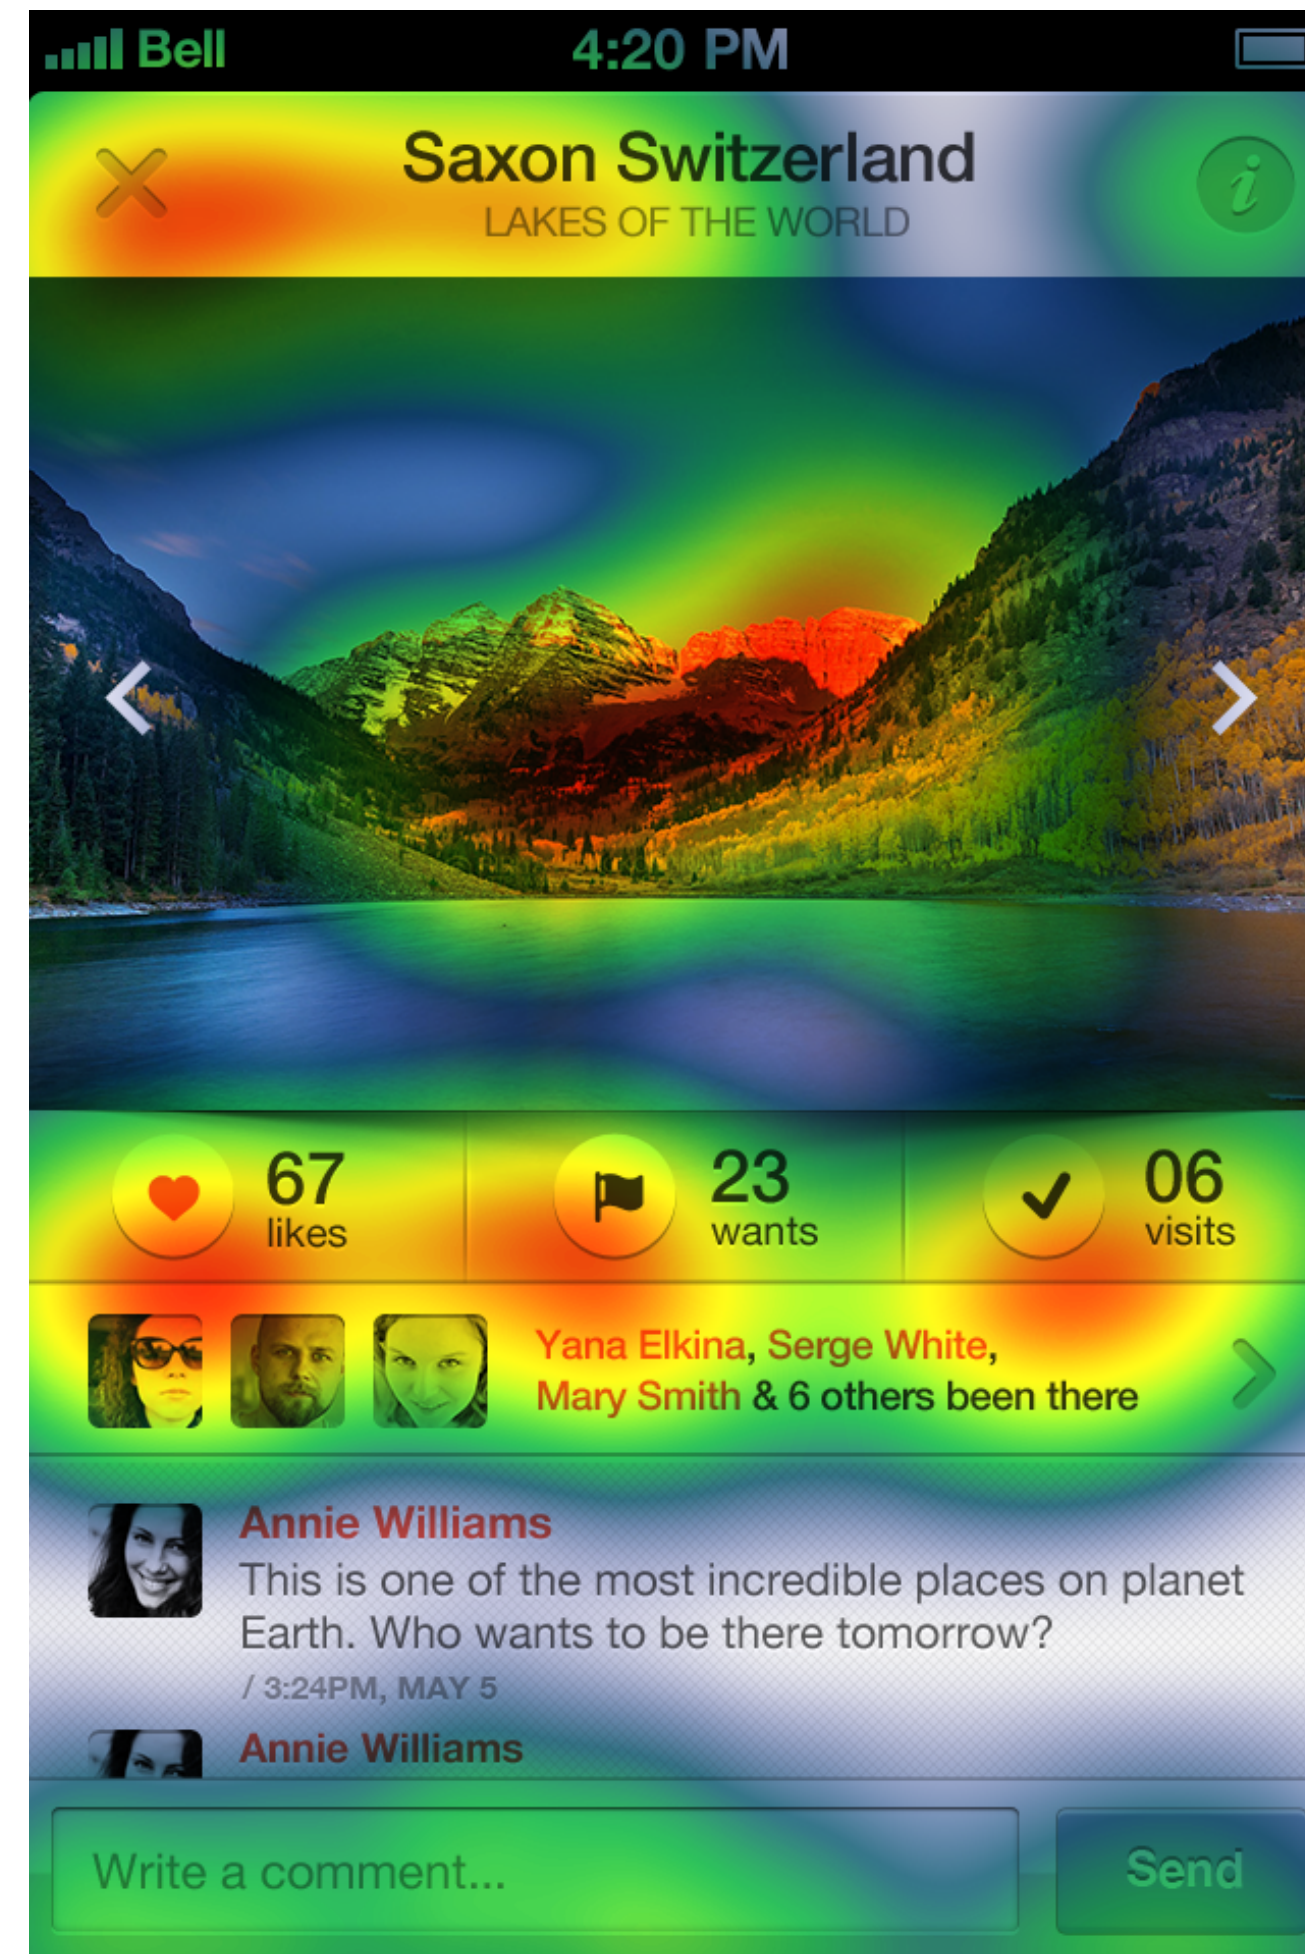 Bell
4:20 PM
Saxon Switzerland
LAKES OF THE WORLD
i
67
likes
23
wants
06
visits
Yana Elkina, Serge White,
Mary Smith & 6 others been there
Annie Williams
This is one of the most incredible places on planet
Earth. Who wants to be there tomorrow?
/ 3:24PM, MAY 5
Annie Williams
Write a comment...
Send